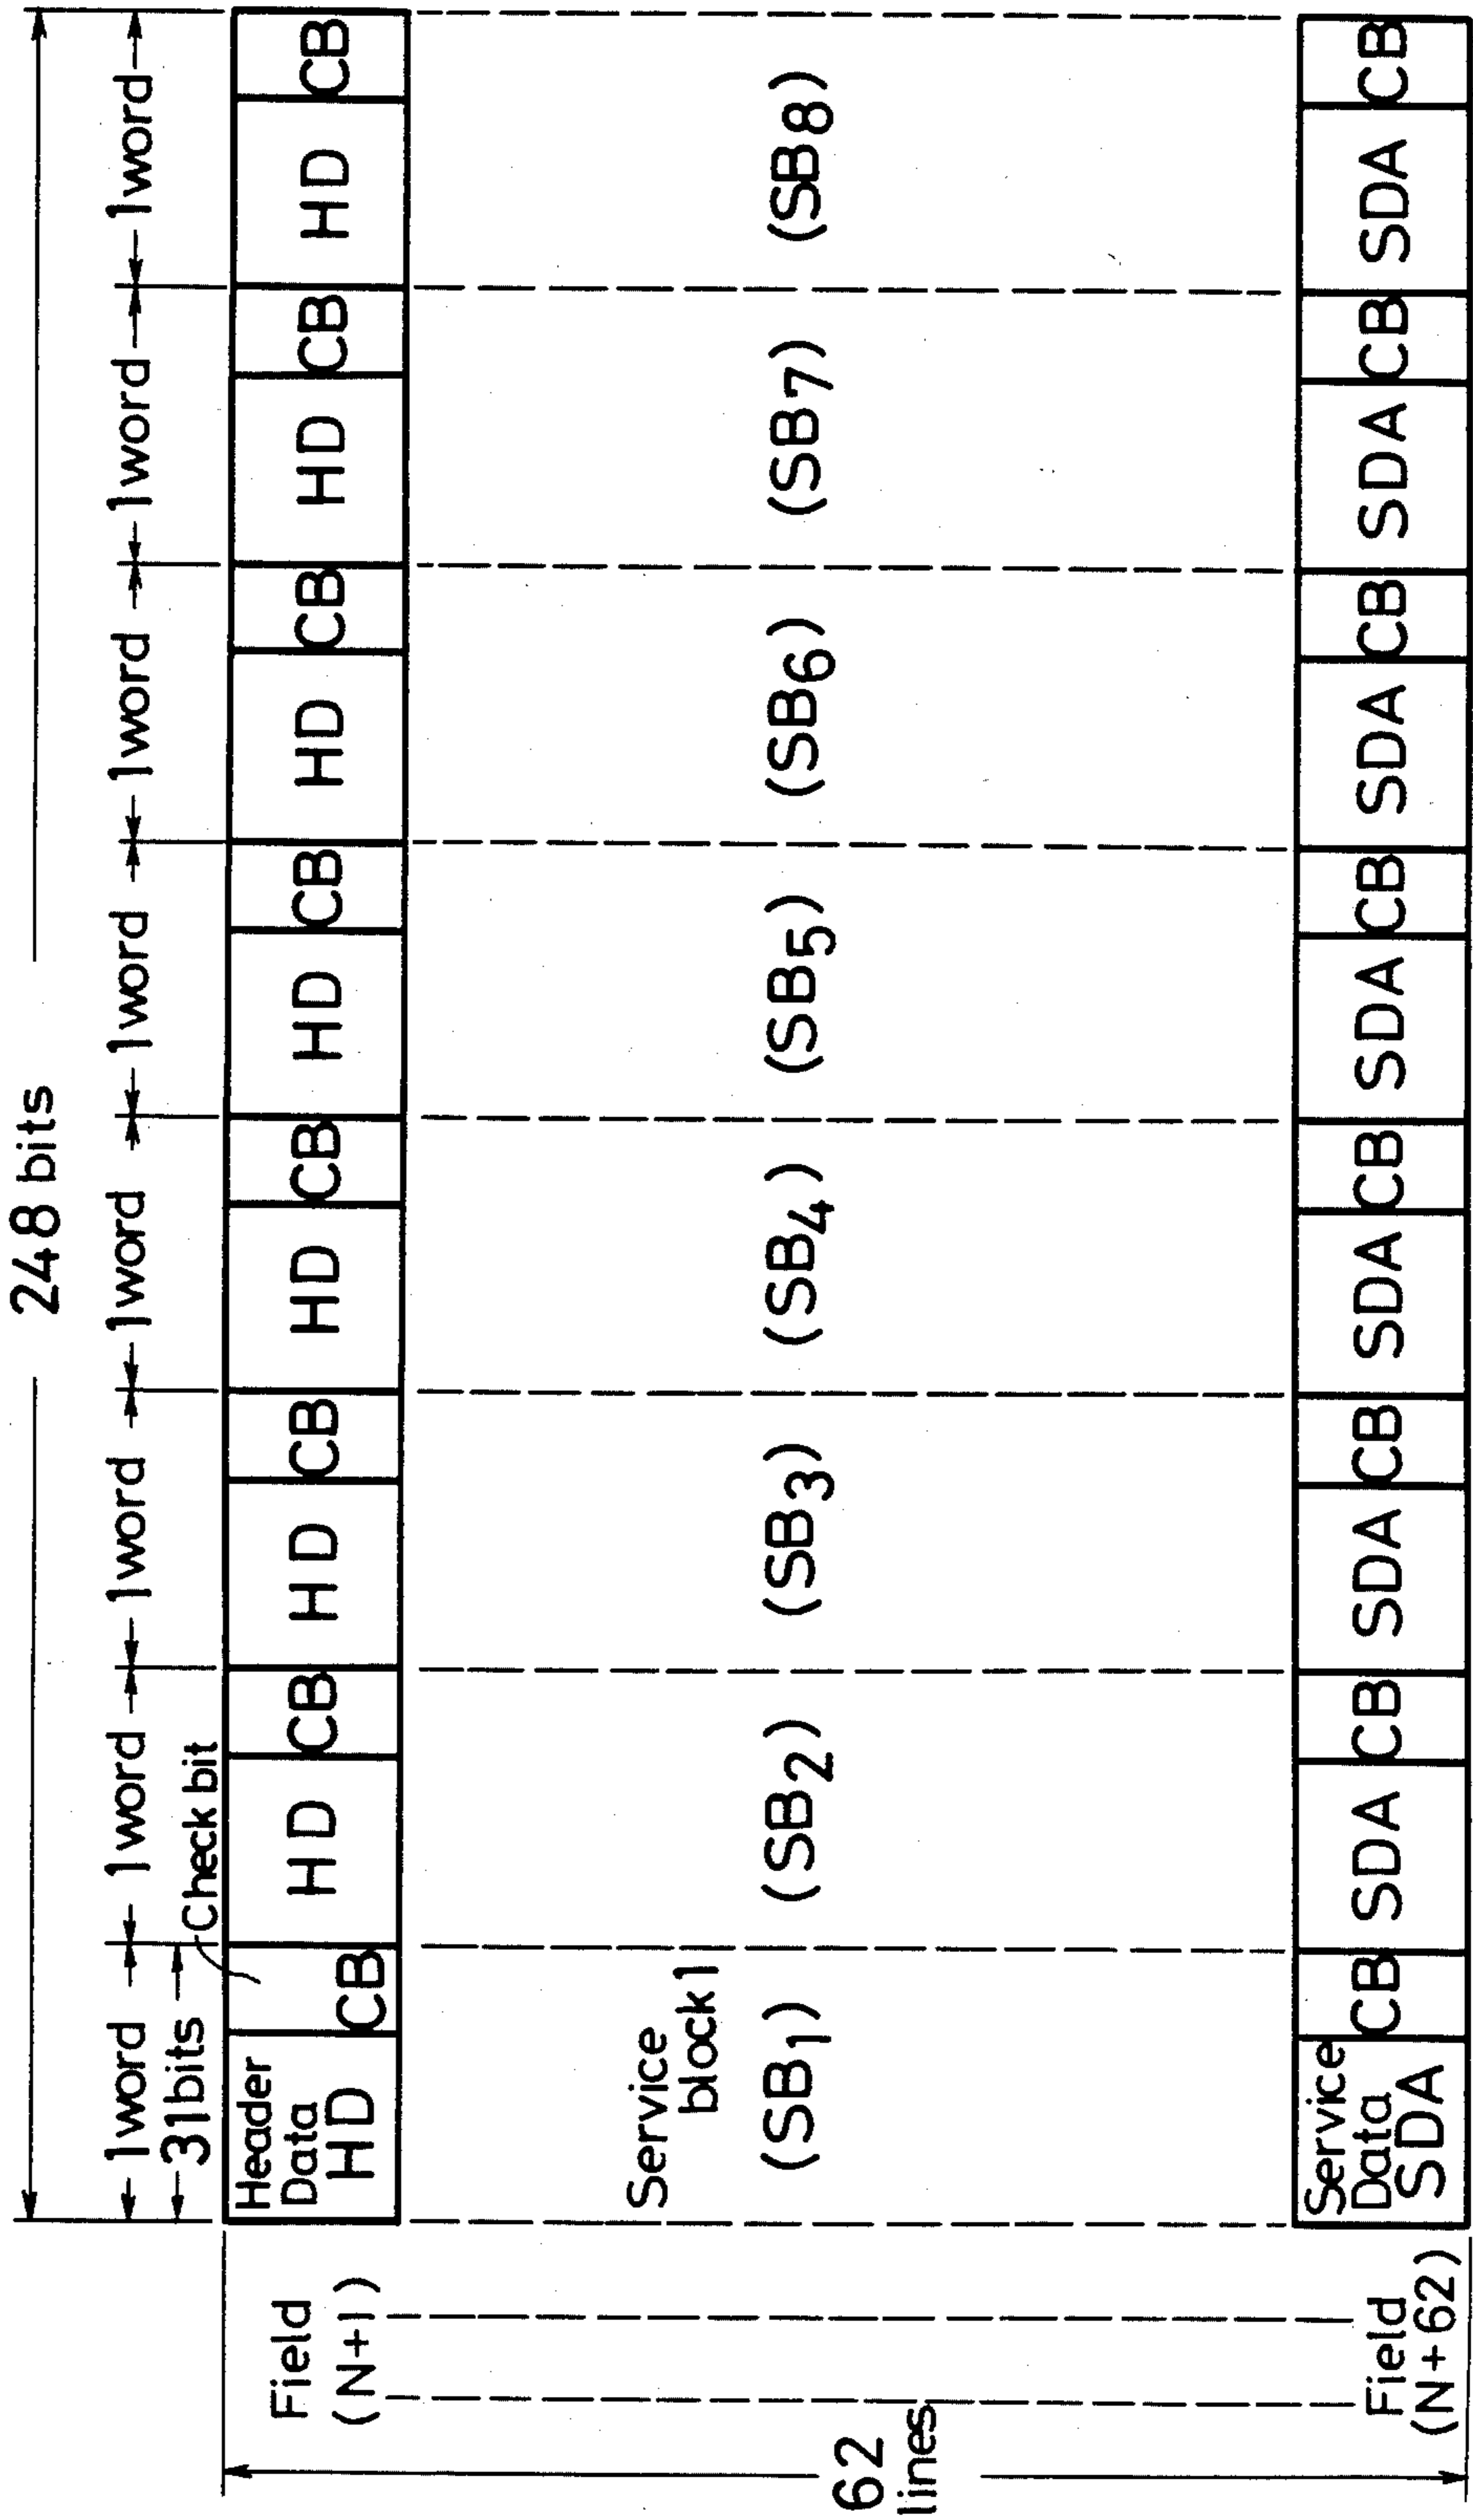 248 bits
1word 1word 1word 1word 1word 1word 1word 1word
31bits Check bit
Header
Data
HD CB HD CB HD CB HD CB HD CB HD CB HD CB HD CB
Field
(N+1)
62
lines
Service
block1
(SB1) (SB2) (SB3) (SB4) (SB5) (SB6) (SB7) (SB8)
Field
(N+62)
Service
Data
SDA CB SDA CB SDA CB SDA CB SDA CB SDA CB SDA CB SDA CB